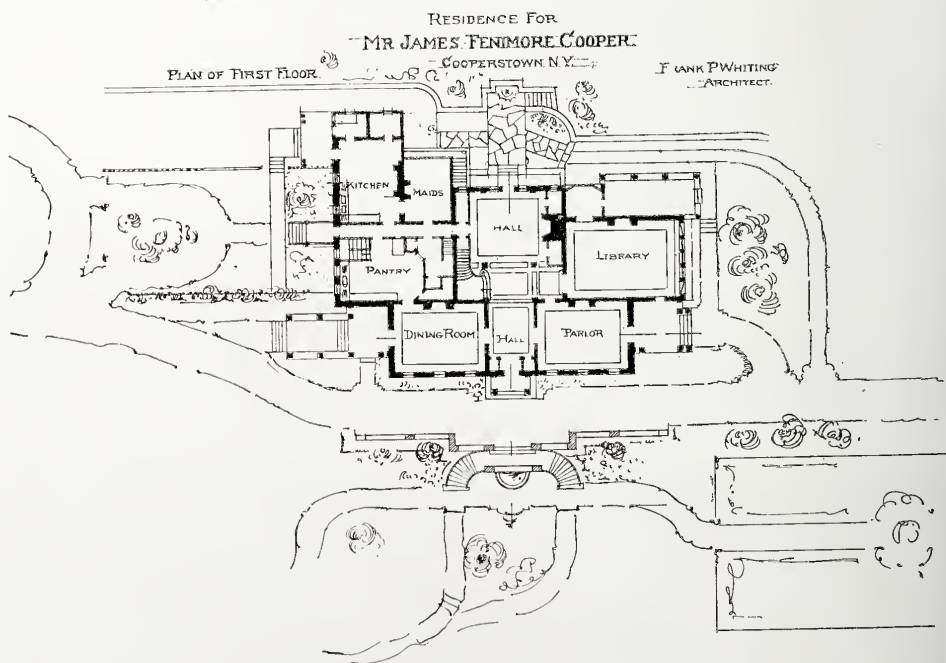 RESIDENCE FOR
MR JAMES FENIMORE COOPER
COOPERSTOWN N.Y.
PLAN OF FIRST FLOOR
F ANK P WHITING
ARCHITECT.
KITCHEN
MAIDS
HALL
LIBRARY
PANTRY
DINING ROOM
HALL
PARLOR